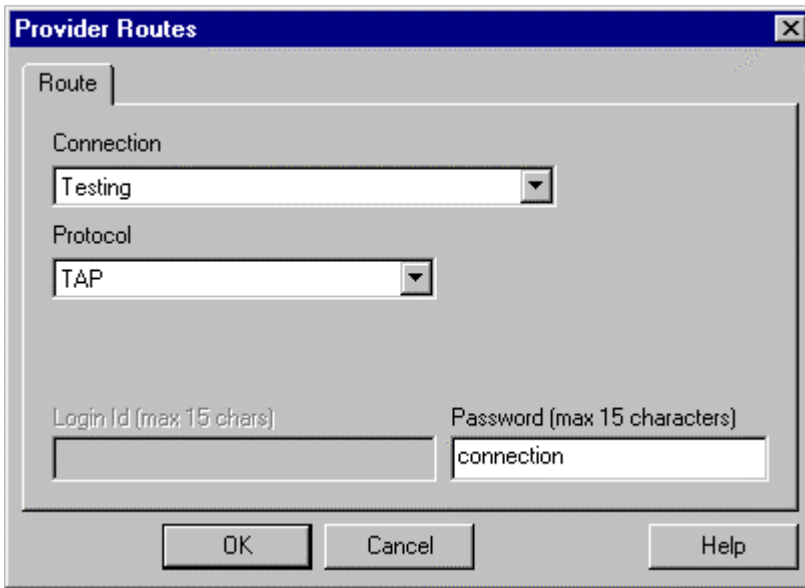 Provider Routes
Route
Connection
Testing
Protocol
TAP
Login Id (max 15 chars)
Password (max 15 characters)
connection
OK
Cancel
Help